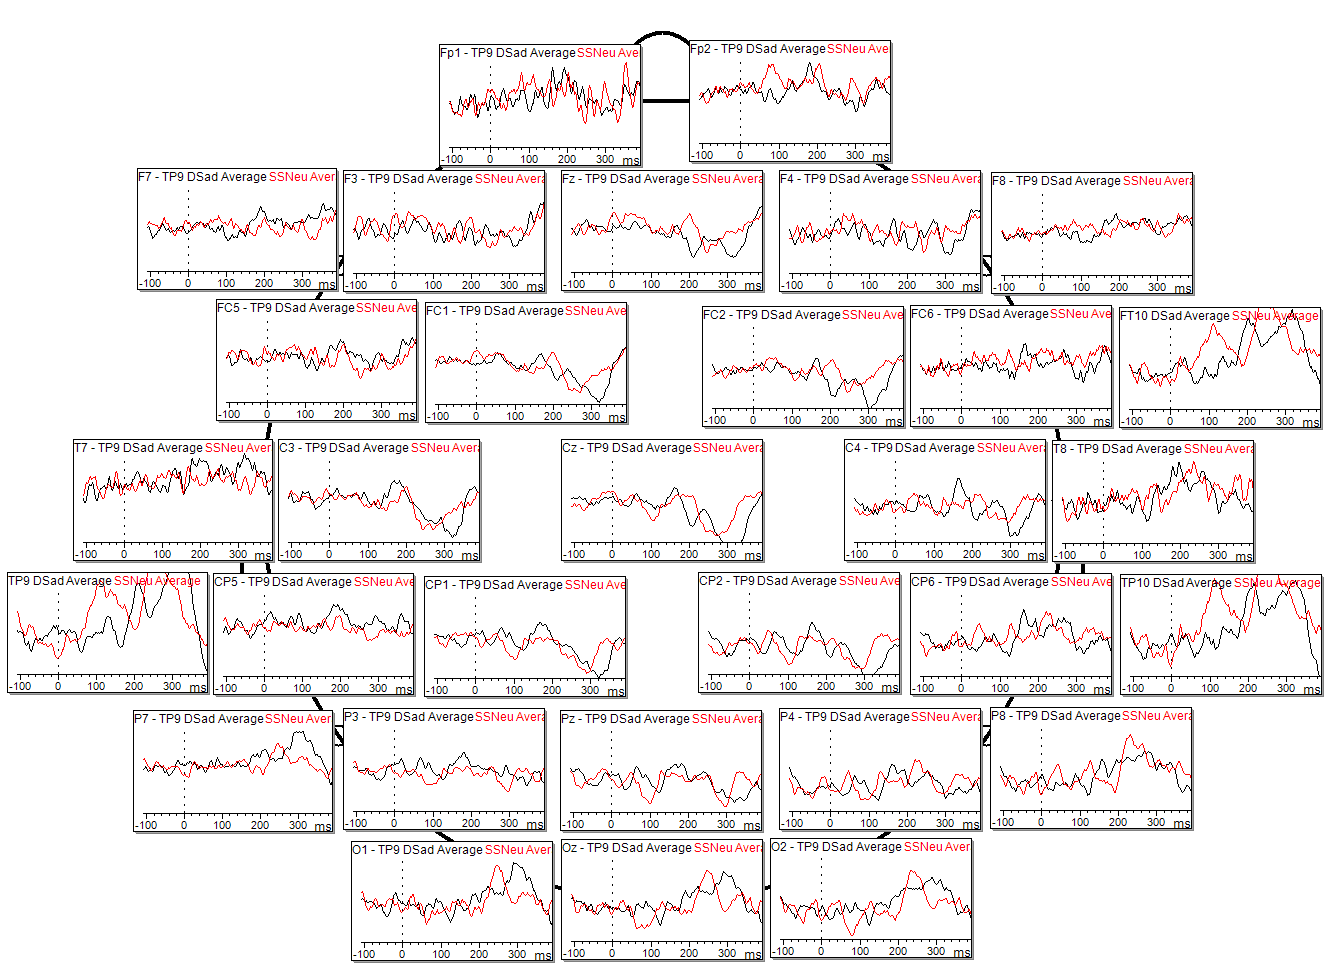 Fp1 - TP9 DSad Average SSNeu Ave
-100 0 100 200 300 ms
Fp2 - TP9 DSad Average SSNeu Ave
-100 0 100 200 300 ms
F7 - TP9 DSad Average SSNeu Aver
-100 0 100 200 300 ms
F3 - TP9 DSad Average SSNeu Avera
-100 0 100 200 300 ms
Fz - TP9 DSad Average SSNeu Avera
-100 0 100 200 300 ms
F4 - TP9 DSad Average SSNeu Avera
-100 0 100 200 300 ms
F8 - TP9 DSad Average SSNeu Aver
-100 0 100 200 300 ms
FC5 - TP9 DSad Average SSNeu Ave
-100 0 100 200 300 ms
FC1 - TP9 DSad Average SSNeu Ave
-100 0 100 200 300 ms
FC2 - TP9 DSad Average SSNeu Ave
-100 0 100 200 300 ms
FC6 - TP9 DSad Average SSNeu Ave
-100 0 100 200 300 ms
FT10 DSad Average SSNeu Average
-100 0 100 200 300 ms
T7 - TP9 DSad Average SSNeu Aver
-100 0 100 200 300 ms
C3 - TP9 DSad Average SSNeu Aver
-100 0 100 200 300 ms
Cz - TP9 DSad Average SSNeu Aver
-100 0 100 200 300 ms
C4 - TP9 DSad Average SSNeu Aver
-100 0 100 200 300 ms
T8 - TP9 DSad Average SSNeu Aver
-100 0 100 200 300 ms
TP9 DSad Average SSNeu Average
-100 0 100 200 300 ms
CP5 - TP9 DSad Average SSNeu Ave
-100 0 100 200 300 ms
CP1 - TP9 DSad Average SSNeu Ave
-100 0 100 200 300 ms
CP2 - TP9 DSad Average SSNeu Ave
-100 0 100 200 300 ms
CP6 - TP9 DSad Average SSNeu Ave
-100 0 100 200 300 ms
TP10 DSad Average SSNeu Average
-100 0 100 200 300 ms
P7 - TP9 DSad Average SSNeu Aver
-100 0 100 200 300 ms
P3 - TP9 DSad Average SSNeu Avera
-100 0 100 200 300 ms
Pz - TP9 DSad Average SSNeu Aver
-100 0 100 200 300 ms
P4 - TP9 DSad Average SSNeu Avera
-100 0 100 200 300 ms
P8 - TP9 DSad Average SSNeu Aver
-100 0 100 200 300 ms
O1 - TP9 DSad Average SSNeu Aver
-100 0 100 200 300 ms
Oz - TP9 DSad Average SSNeu Aver
-100 0 100 200 300 ms
O2 - TP9 DSad Average SSNeu Aver
-100 0 100 200 300 ms